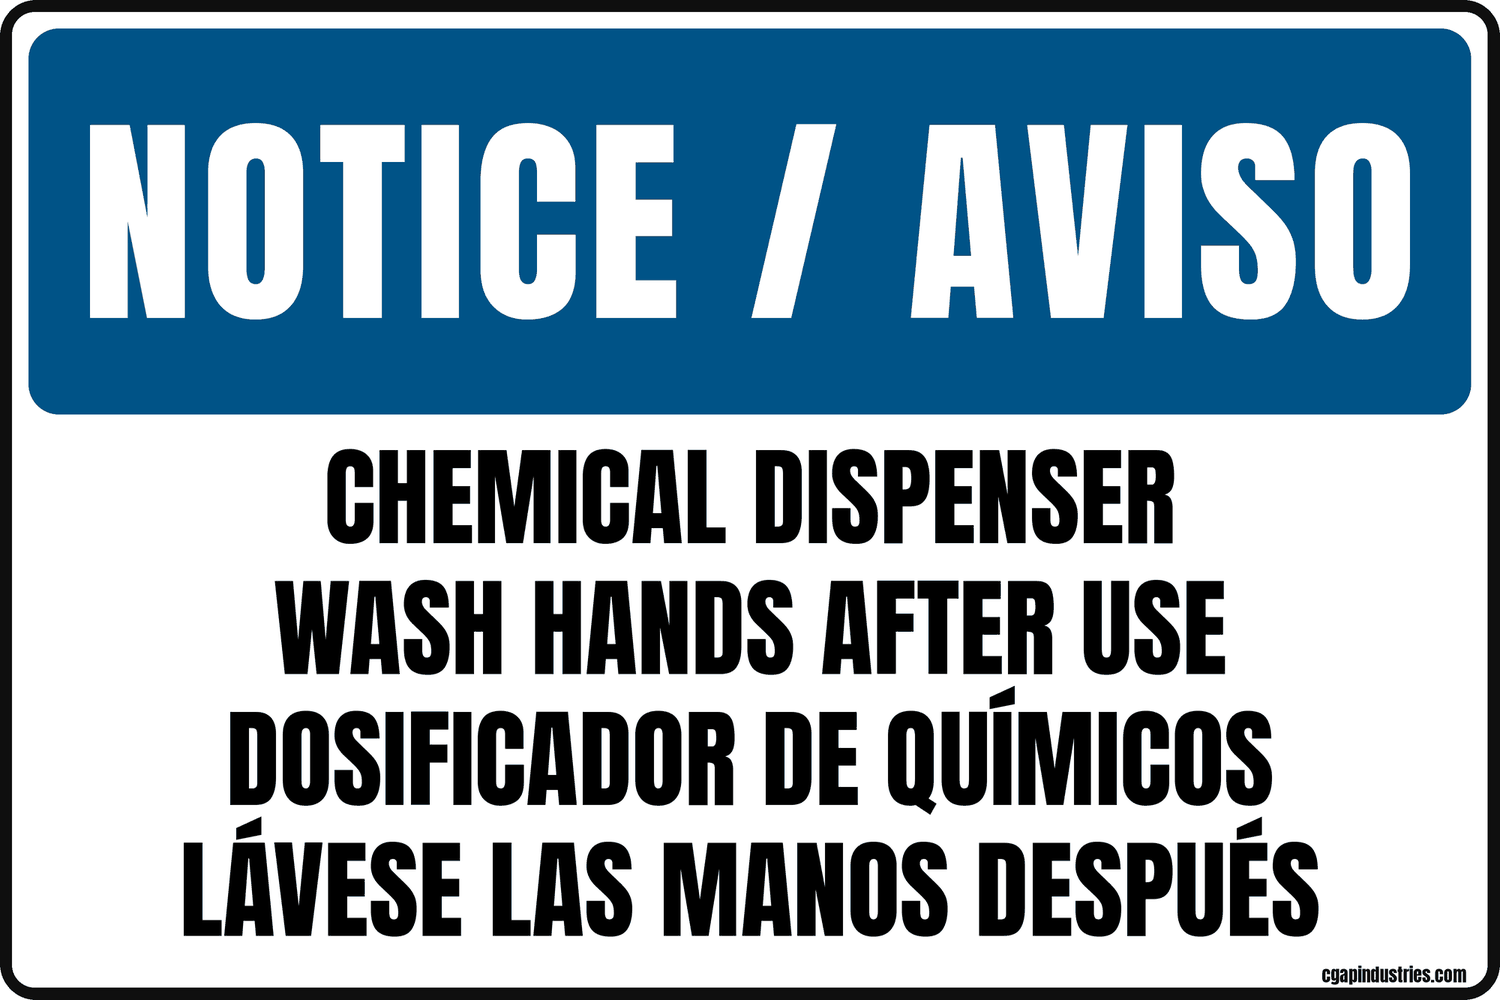 NOTICE / AVISO
CHEMICAL DISPENSER
WASH HANDS AFTER USE
DOSIFICADOR DE QUÍMICOS
LÁVESE LAS MANOS DESPUÉS
cgapindustries.com